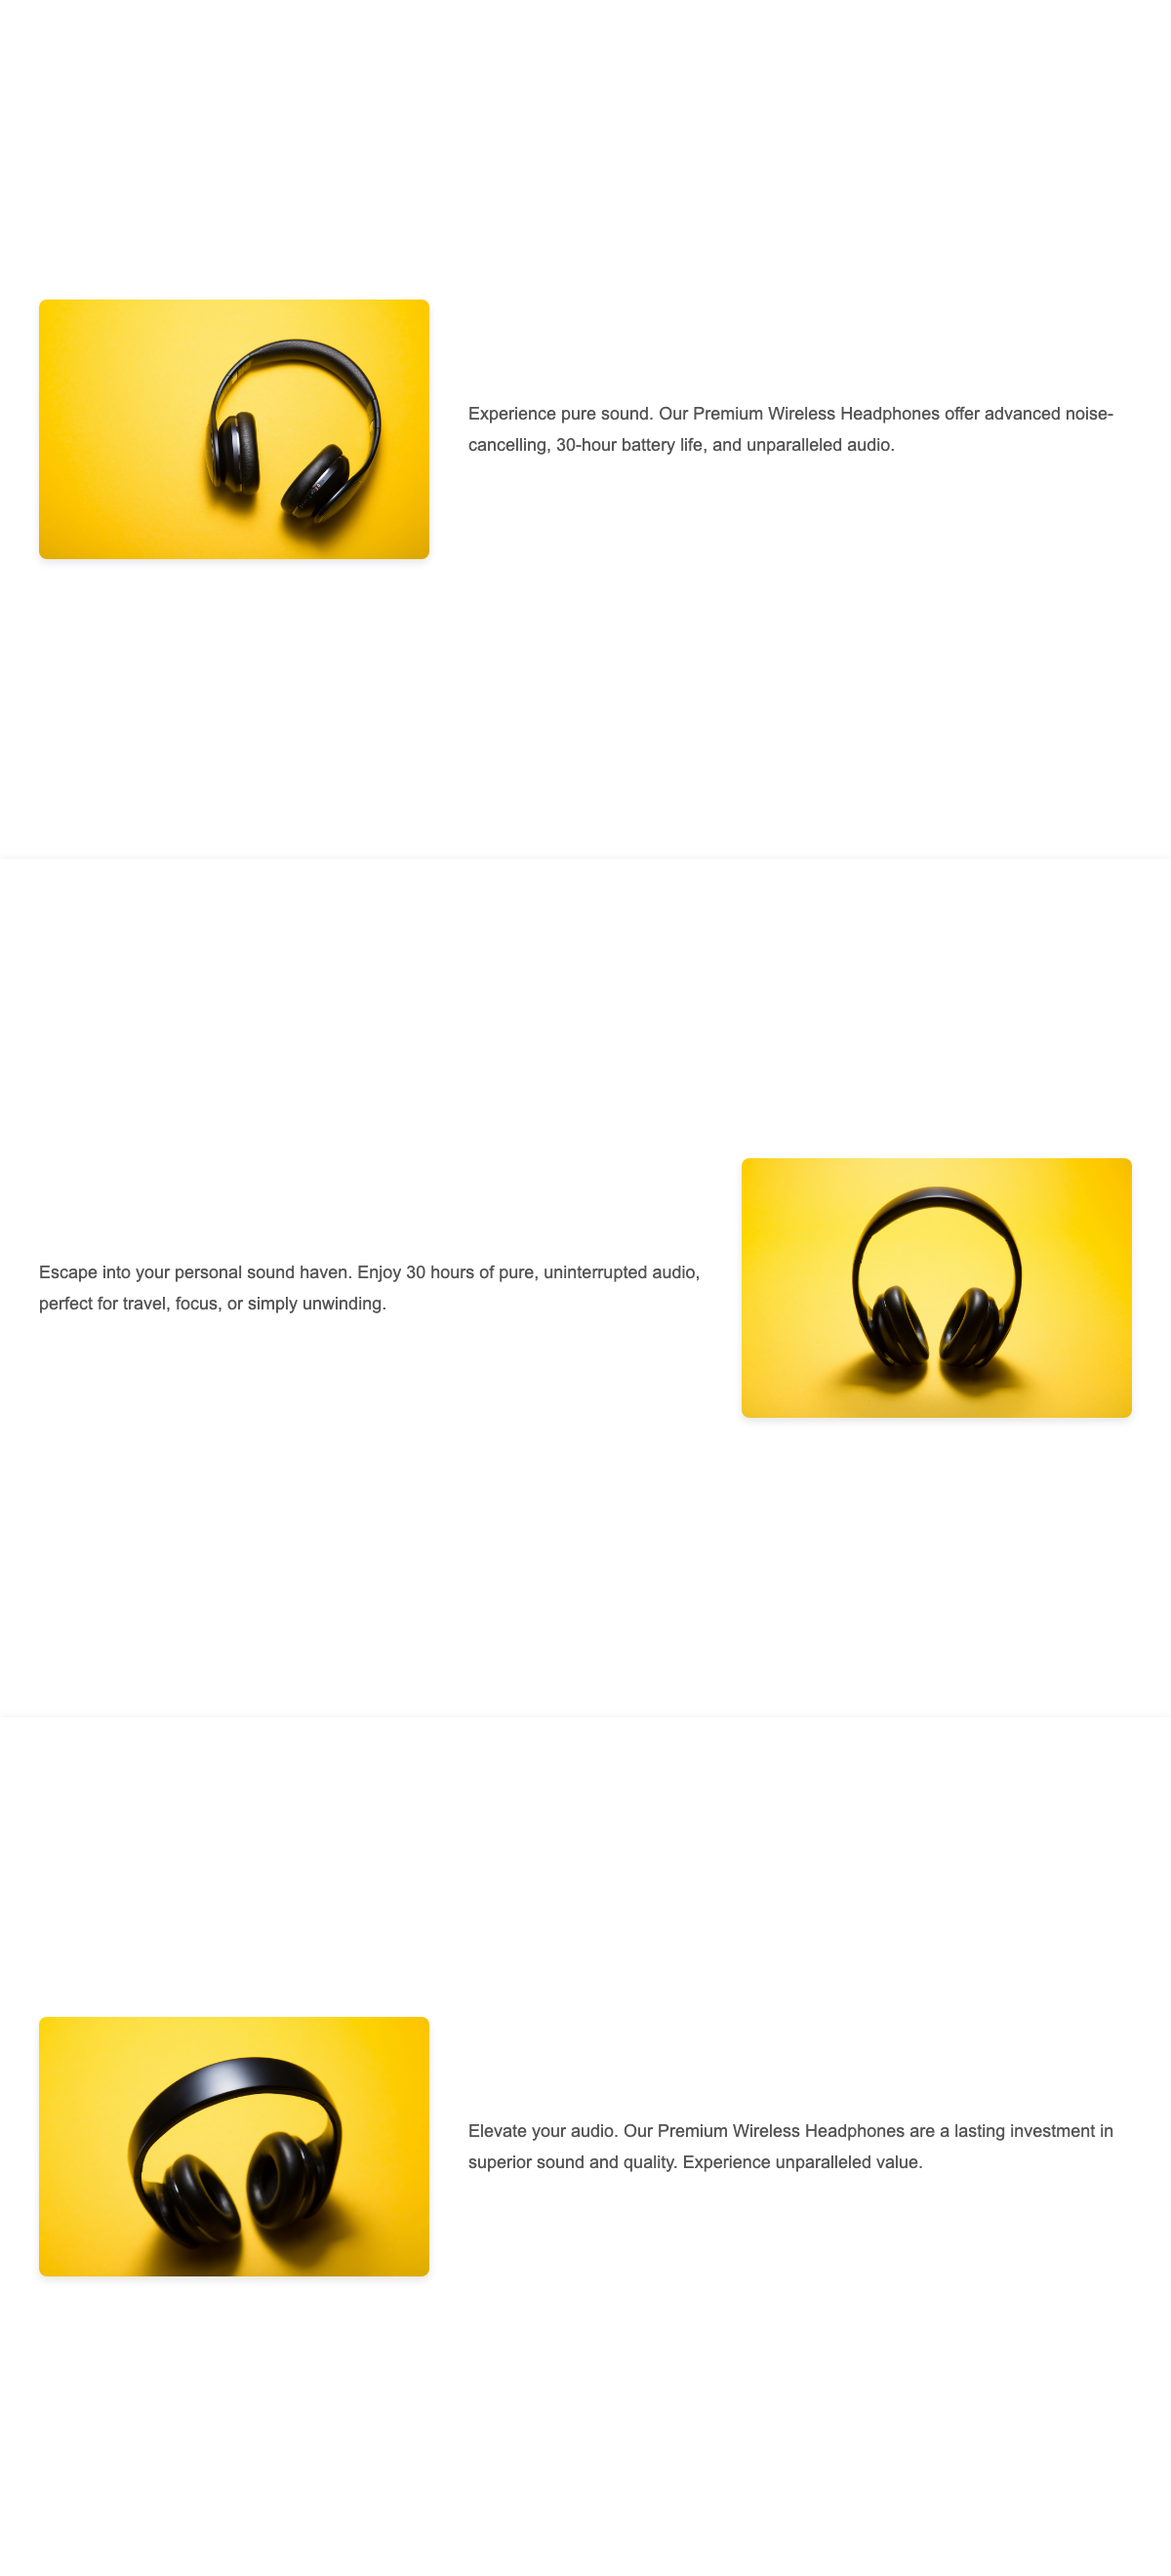 Experience pure sound. Our Premium Wireless Headphones offer advanced noise-
cancelling, 30-hour battery life, and unparalleled audio.
Escape into your personal sound haven. Enjoy 30 hours of pure, uninterrupted audio,
perfect for travel, focus, or simply unwinding.
Elevate your audio. Our Premium Wireless Headphones are a lasting investment in
superior sound and quality. Experience unparalleled value.